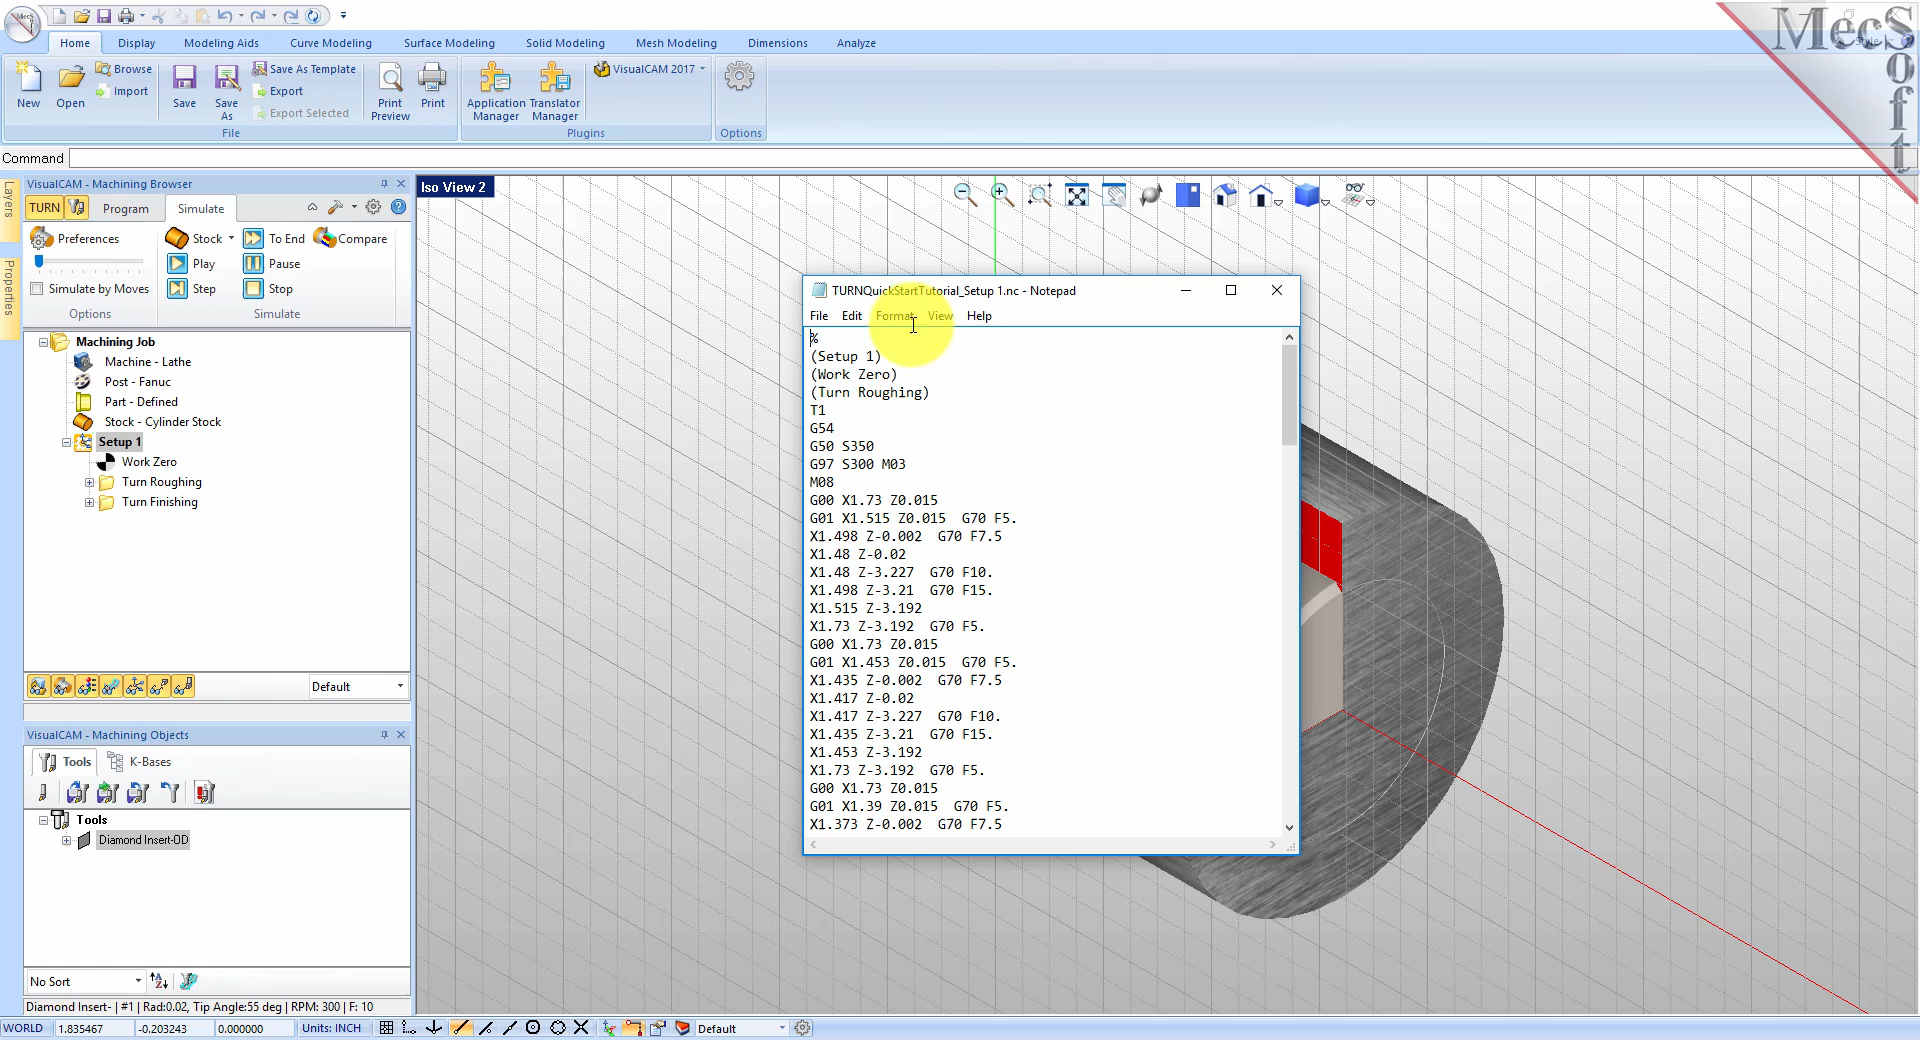 Home Display Modeling Aids Curve Modeling Surface Modeling Solid Modeling Mesh Modeling Dimensions Analyze
MecSoft
New Open Browse Import Save Save As Save As Template Export Export Selected Print Preview Print
Application Manager Translator Manager VisualCAM 2017
File Plugins Options
Command
Layers
Properties
VisualCAM - Machining Browser
TURN Program Simulate
Preferences Stock To End Compare
Play Pause
Simulate by Moves Step Stop
Options Simulate
Machining Job
Machine - Lathe
Post - Fanuc
Part - Defined
Stock - Cylinder Stock
Setup 1
Work Zero
Turn Roughing
Turn Finishing
Default
VisualCAM - Machining Objects
Tools K-Bases
Tools
Diamond Insert-OD
No Sort
Diamond Insert- | #1 | Rad:0.02, Tip Angle:55 deg | RPM: 300 | F: 10
Iso View 2
TURNQuickStartTutorial_Setup 1.nc - Notepad
File Edit Format View Help
%
(Setup 1)
(Work Zero)
(Turn Roughing)
T1
G54
G50 S350
G97 S300 M03
M08
G00 X1.73 Z0.015
G01 X1.515 Z0.015 G70 F5.
X1.498 Z-0.002 G70 F7.5
X1.48 Z-0.02
X1.48 Z-3.227 G70 F10.
X1.498 Z-3.21 G70 F15.
X1.515 Z-3.192
X1.73 Z-3.192 G70 F5.
G00 X1.73 Z0.015
G01 X1.453 Z0.015 G70 F5.
X1.435 Z-0.002 G70 F7.5
X1.417 Z-0.02
X1.417 Z-3.227 G70 F10.
X1.435 Z-3.21 G70 F15.
X1.453 Z-3.192
X1.73 Z-3.192 G70 F5.
G00 X1.73 Z0.015
G01 X1.39 Z0.015 G70 F5.
X1.373 Z-0.002 G70 F7.5
WORLD 1.835467 -0.203243 0.000000 Units: INCH Default